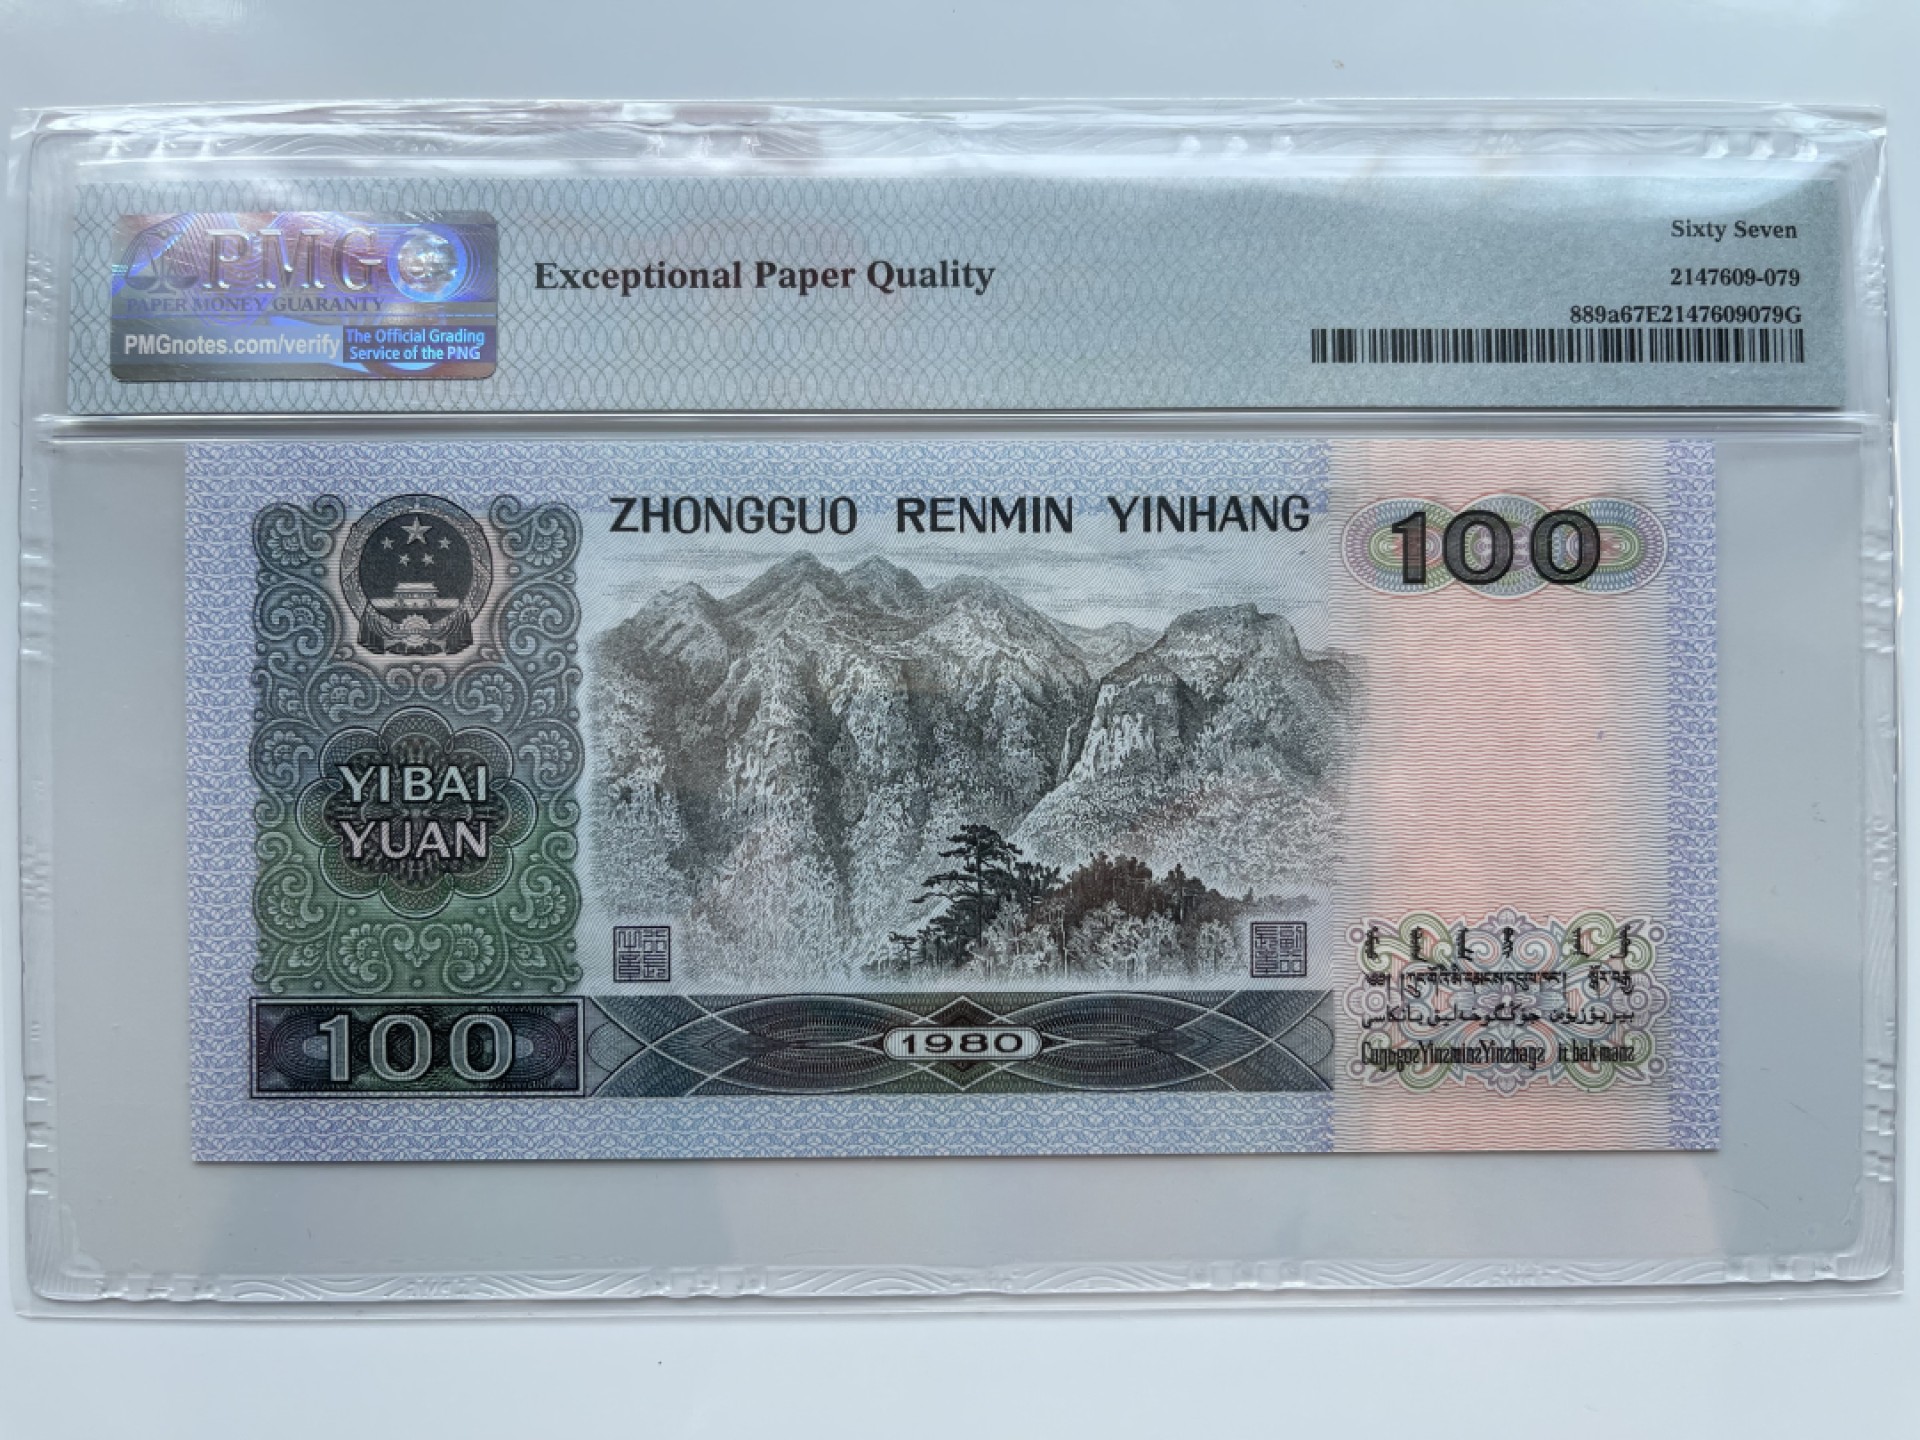 PMG
PAPER MONEY GUARANTY
PMGnotes.com/verify
The Official Grading
Service of the PNG
Exceptional Paper Quality
Sixty Seven
2147609-079
889a67E2147609079G
ZHONGGUO RENMIN YINHANG
100
YI BAI
YUAN
100
1980